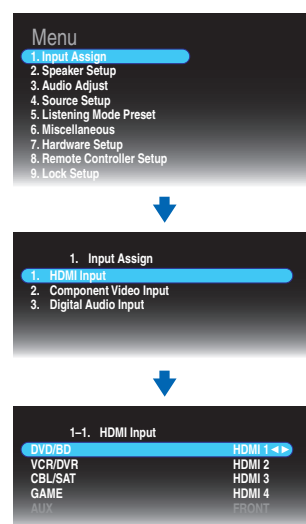 Menu
1. Input Assign
2. Speaker Setup
3. Audio Adjust
4. Source Setup
5. Listening Mode Preset
6. Miscellaneous
7. Hardware Setup
8. Remote Controller Setup
9. Lock Setup
1. Input Assign
1. HDMI Input
2. Component Video Input
3. Digital Audio Input
1–1. HDMI Input
DVD/BD HDMI 1 ◄►
VCR/DVR HDMI 2
CBL/SAT HDMI 3
GAME HDMI 4
AUX FRONT